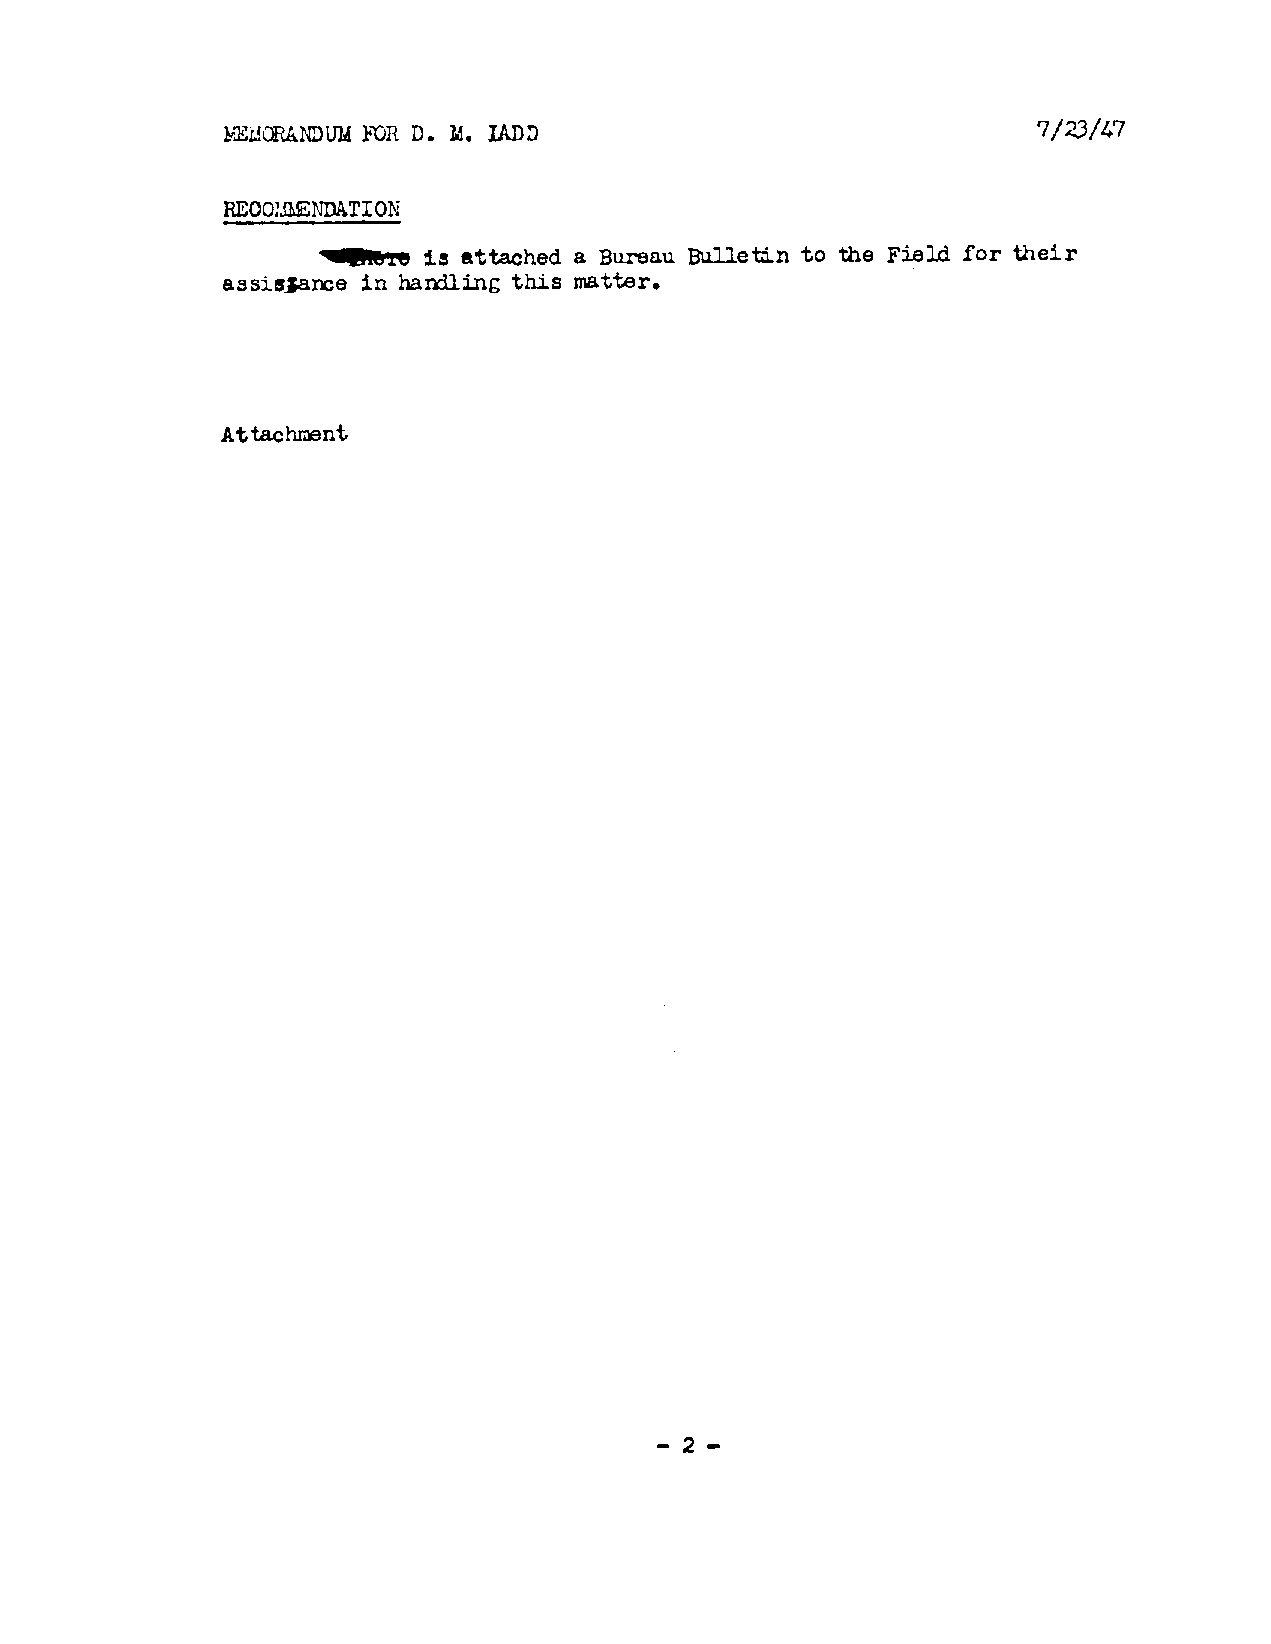 MEMORANDUM FOR D. M. LADD 7/23/47
RECOMMENDATION
is attached a Bureau Bulletin to the Field for their
assistance in handling this matter.
Attachment
- 2 -